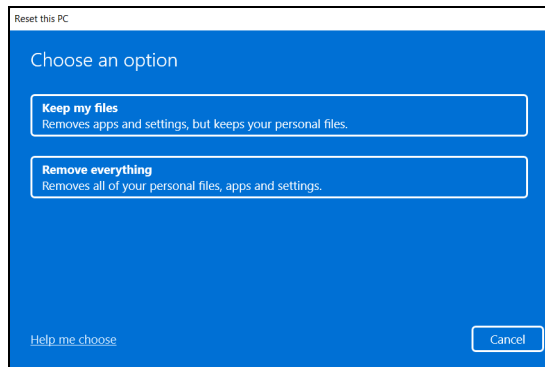 Reset this PC
Choose an option
Keep my files
Removes apps and settings, but keeps your personal files.
Remove everything
Removes all of your personal files, apps and settings.
Help me choose
Cancel